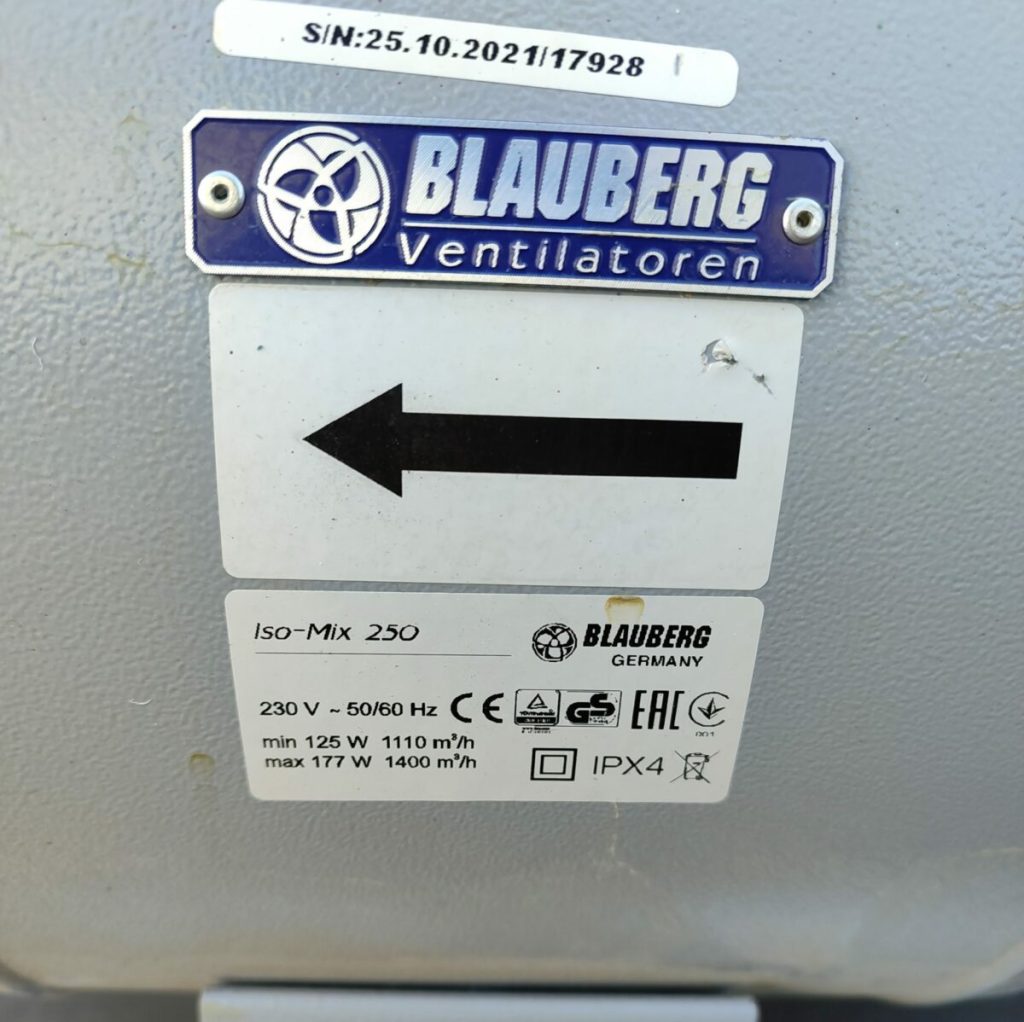 S/N:25.10.2021/17928
BLAUBERG
Ventilatoren
Iso-Mix 250
BLAUBERG
GERMANY
230 V ~ 50/60 Hz CE GS EAC
min 125 W 1110 m³/h
max 177 W 1400 m³/h
IPX4